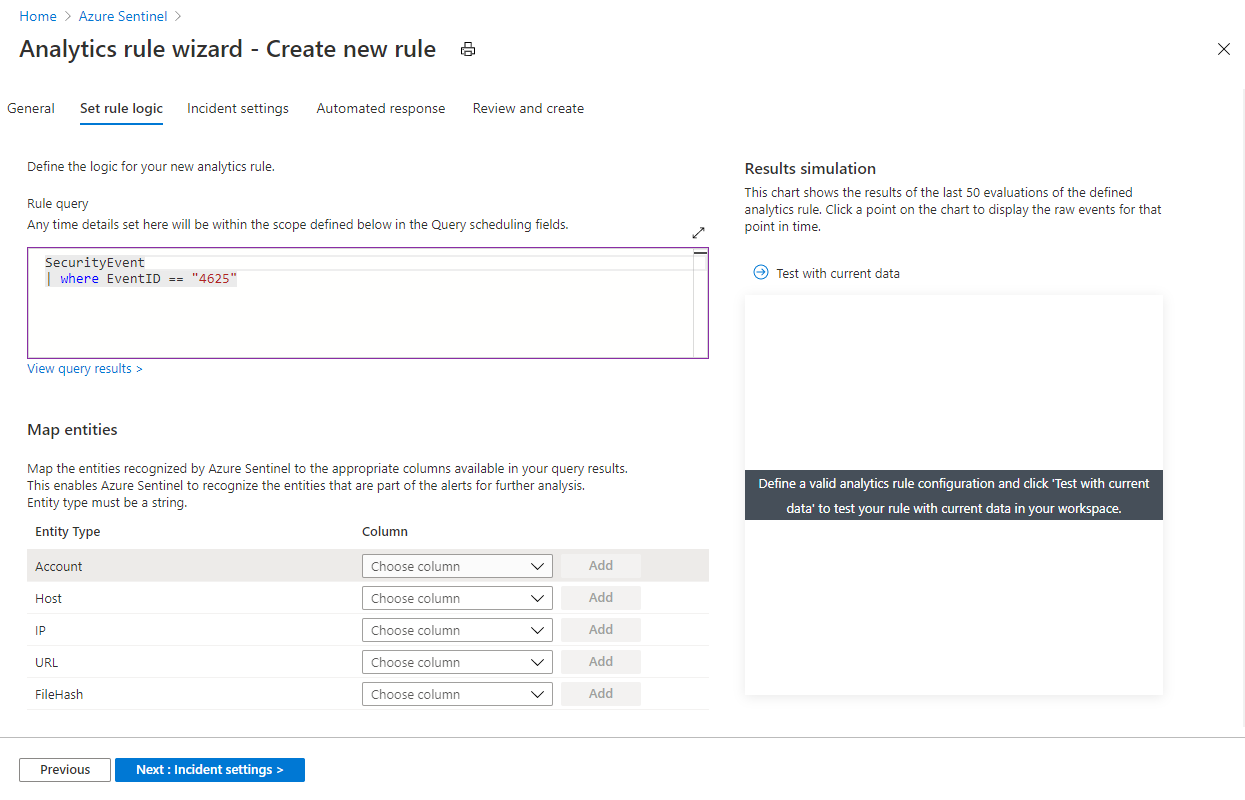 Home > Azure Sentinel >
Analytics rule wizard - Create new rule
General Set rule logic Incident settings Automated response Review and create
Define the logic for your new analytics rule.
Rule query
Any time details set here will be within the scope defined below in the Query scheduling fields.
SecurityEvent
| where EventID == "4625"
View query results >
Map entities
Map the entities recognized by Azure Sentinel to the appropriate columns available in your query results.
This enables Azure Sentinel to recognize the entities that are part of the alerts for further analysis.
Entity type must be a string.
Entity Type Column
Account Choose column Add
Host Choose column Add
IP Choose column Add
URL Choose column Add
FileHash Choose column Add
Results simulation
This chart shows the results of the last 50 evaluations of the defined
analytics rule. Click a point on the chart to display the raw events for that
point in time.
Test with current data
Define a valid analytics rule configuration and click 'Test with current
data' to test your rule with current data in your workspace.
Previous Next : Incident settings >